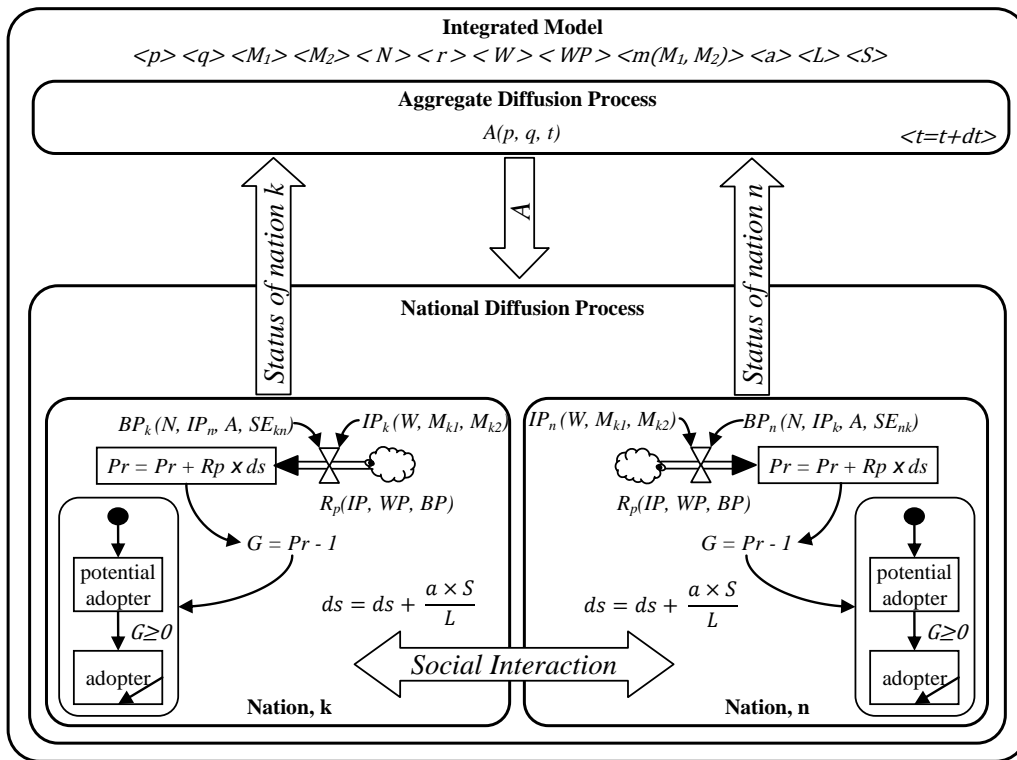 Integrated Model
<p> <q> <M₁> <M₂> < N > < r > < W > < WP > <m(M₁, M₂)> <a> <L> <S>
Aggregate Diffusion Process
A(p, q, t)
<t=t+dt>
Status of nation k
A
Status of nation n
National Diffusion Process
BPₖ(N, IPₙ, A, SEₖₙ)
IPₖ(W, Mₖ₁, Mₖ₂)
Pr = Pr + Rp × ds
Rₚ(IP, WP, BP)
G = Pr - 1
potential
adopter
G≥0
adopter
ds = ds + a × S / L
Nation, k
IPₙ(W, Mₖ₁, Mₖ₂)
BPₙ(N, IPₖ, A, SEₙₖ)
Pr = Pr + Rp × ds
Rₚ(IP, WP, BP)
G = Pr - 1
potential
adopter
G≥0
adopter
ds = ds + a × S / L
Nation, n
Social Interaction